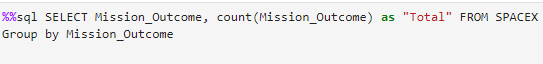 %%sql SELECT Mission_Outcome, count(Mission_Outcome) as "Total" FROM SPACEX
Group by Mission_Outcome